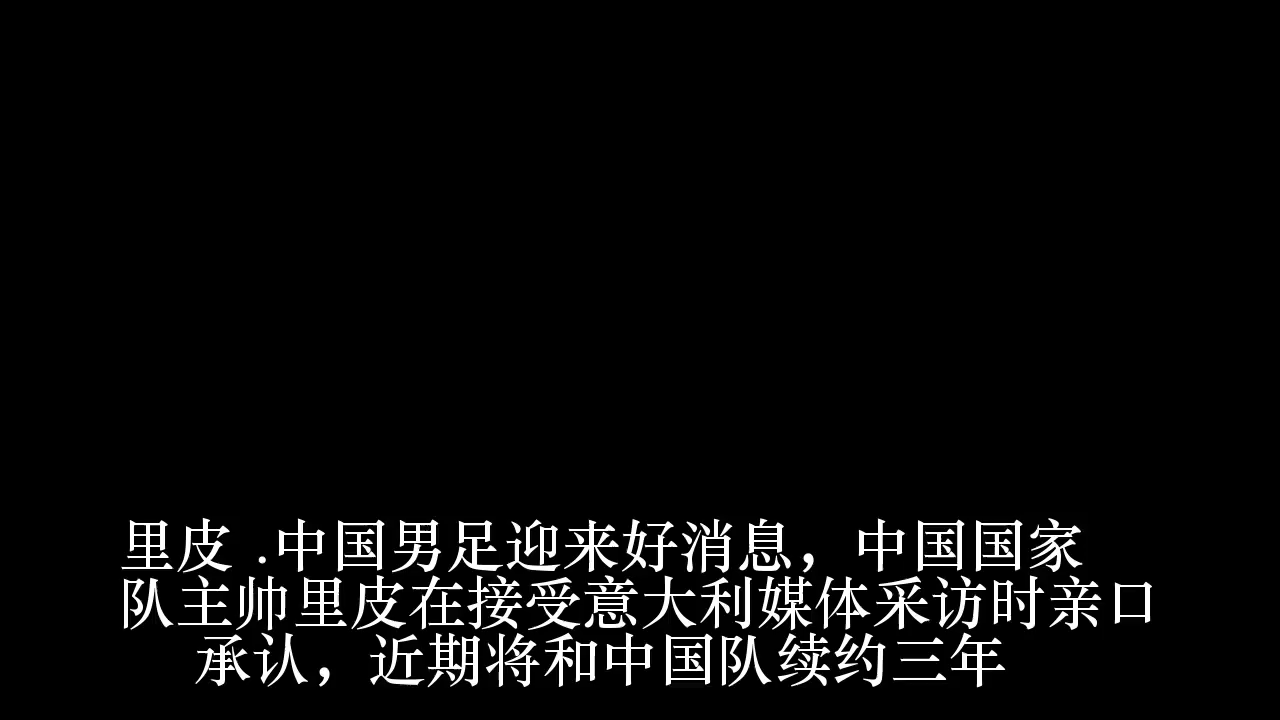 里皮 .中国男足迎来好消息，中国国家
队主帅里皮在接受意大利媒体采访时亲口
承认，近期将和中国队续约三年